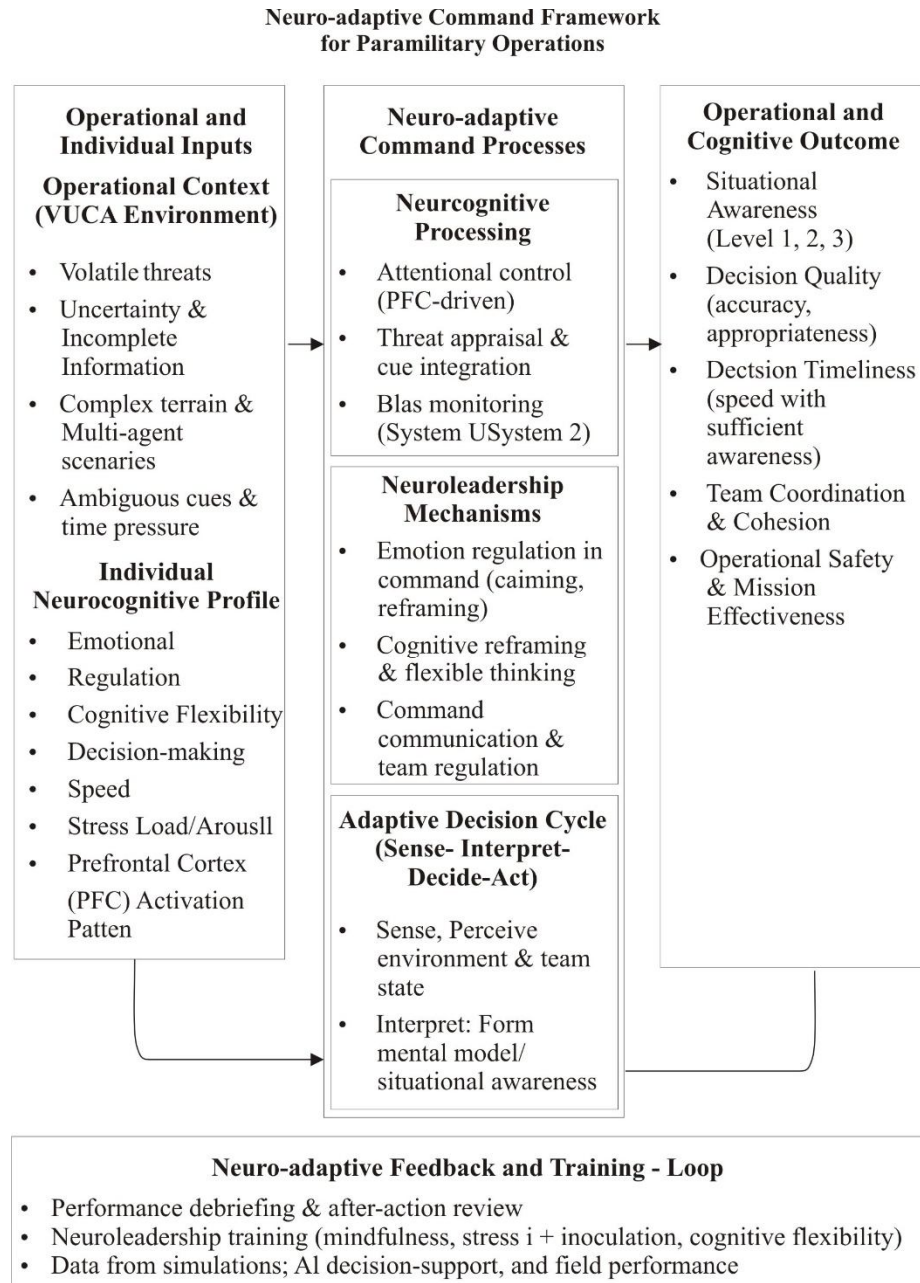 Neuro-adaptive Command Framework
for Paramilitary Operations
Operational and
Individual Inputs
Operational Context
(VUCA Environment)
• Volatile threats
• Uncertainty &
Incomplete
Information
• Complex terrain &
Multi-agent
scenaries
• Ambiguous cues &
time pressure
Individual
Neurocognitive Profile
• Emotional
• Regulation
• Cognitive Flexibility
• Decision-making
• Speed
• Stress Load/Arousll
• Prefrontal Cortex
(PFC) Activation
Patten
Neuro-adaptive
Command Processes
Neurcognitive
Processing
• Attentional control
(PFC-driven)
• Threat appraisal &
cue integration
• Blas monitoring
(System USystem 2)
Neuroleadership
Mechanisms
• Emotion regulation in
command (caiming,
reframing)
• Cognitive reframing
& flexible thinking
• Command
communication &
team regulation
Adaptive Decision Cycle
(Sense- Interpret-
Decide-Act)
• Sense, Perceive
environment & team
state
• Interpret: Form
mental model/
situational awareness
Operational and
Cognitive Outcome
• Situational
Awareness
(Level 1, 2, 3)
• Decision Quality
(accuracy,
appropriateness)
• Dectsion Timeliness
(speed with
sufficient
awareness)
• Team Coordination
& Cohesion
• Operational Safety
& Mission
Effectiveness
Neuro-adaptive Feedback and Training - Loop
• Performance debriefing & after-action review
• Neuroleadership training (mindfulness, stress i + inoculation, cognitive flexibility)
• Data from simulations; Al decision-support, and field performance